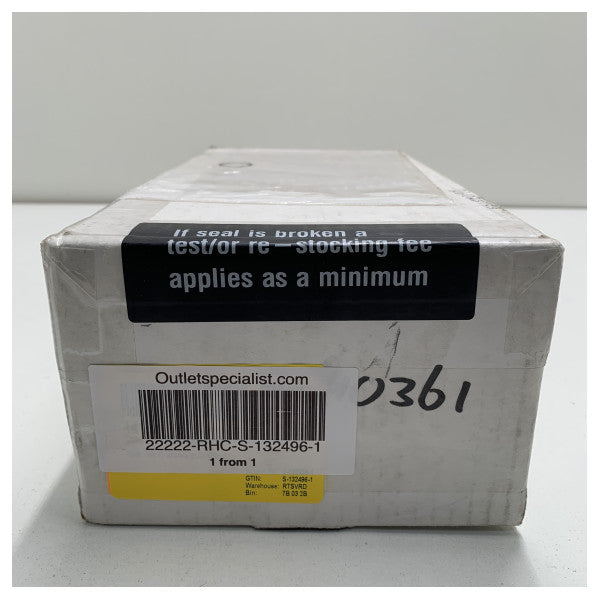 If seal is broken a
test/or re – stocking fee
applies as a minimum
0361
Outletspecialist.com
22222-RHC-S-132496-1
1 from 1
GTIN: S-132496-1
Warehouse: RTSVRD
Bin: 7B 03 2B